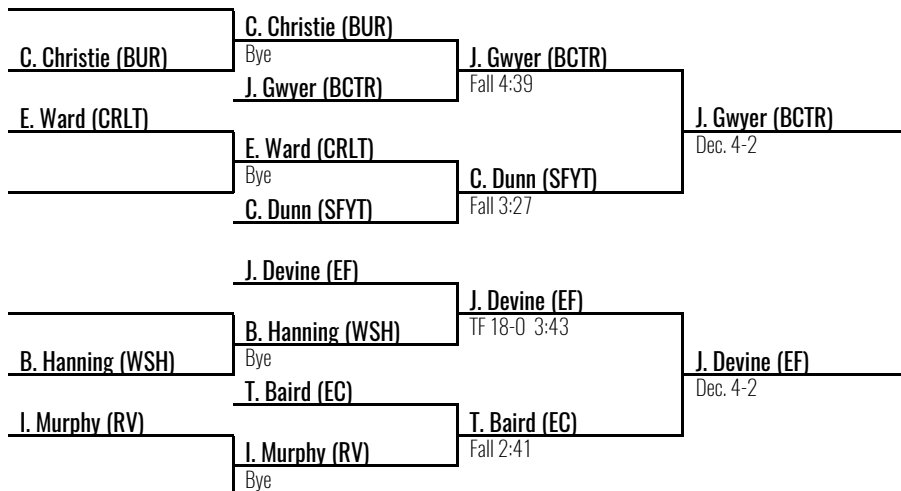 C. Christie (BUR)
C. Christie (BUR)
Bye
J. Gwyer (BCTR)
J. Gwyer (BCTR)
Fall 4:39
E. Ward (CRLT)
E. Ward (CRLT)
Bye
C. Dunn (SFYT)
C. Dunn (SFYT)
Fall 3:27
J. Gwyer (BCTR)
Dec. 4-2
J. Devine (EF)
B. Hanning (WSH)
B. Hanning (WSH)
Bye
J. Devine (EF)
TF 18-0 3:43
T. Baird (EC)
I. Murphy (RV)
I. Murphy (RV)
Bye
T. Baird (EC)
Fall 2:41
J. Devine (EF)
Dec. 4-2